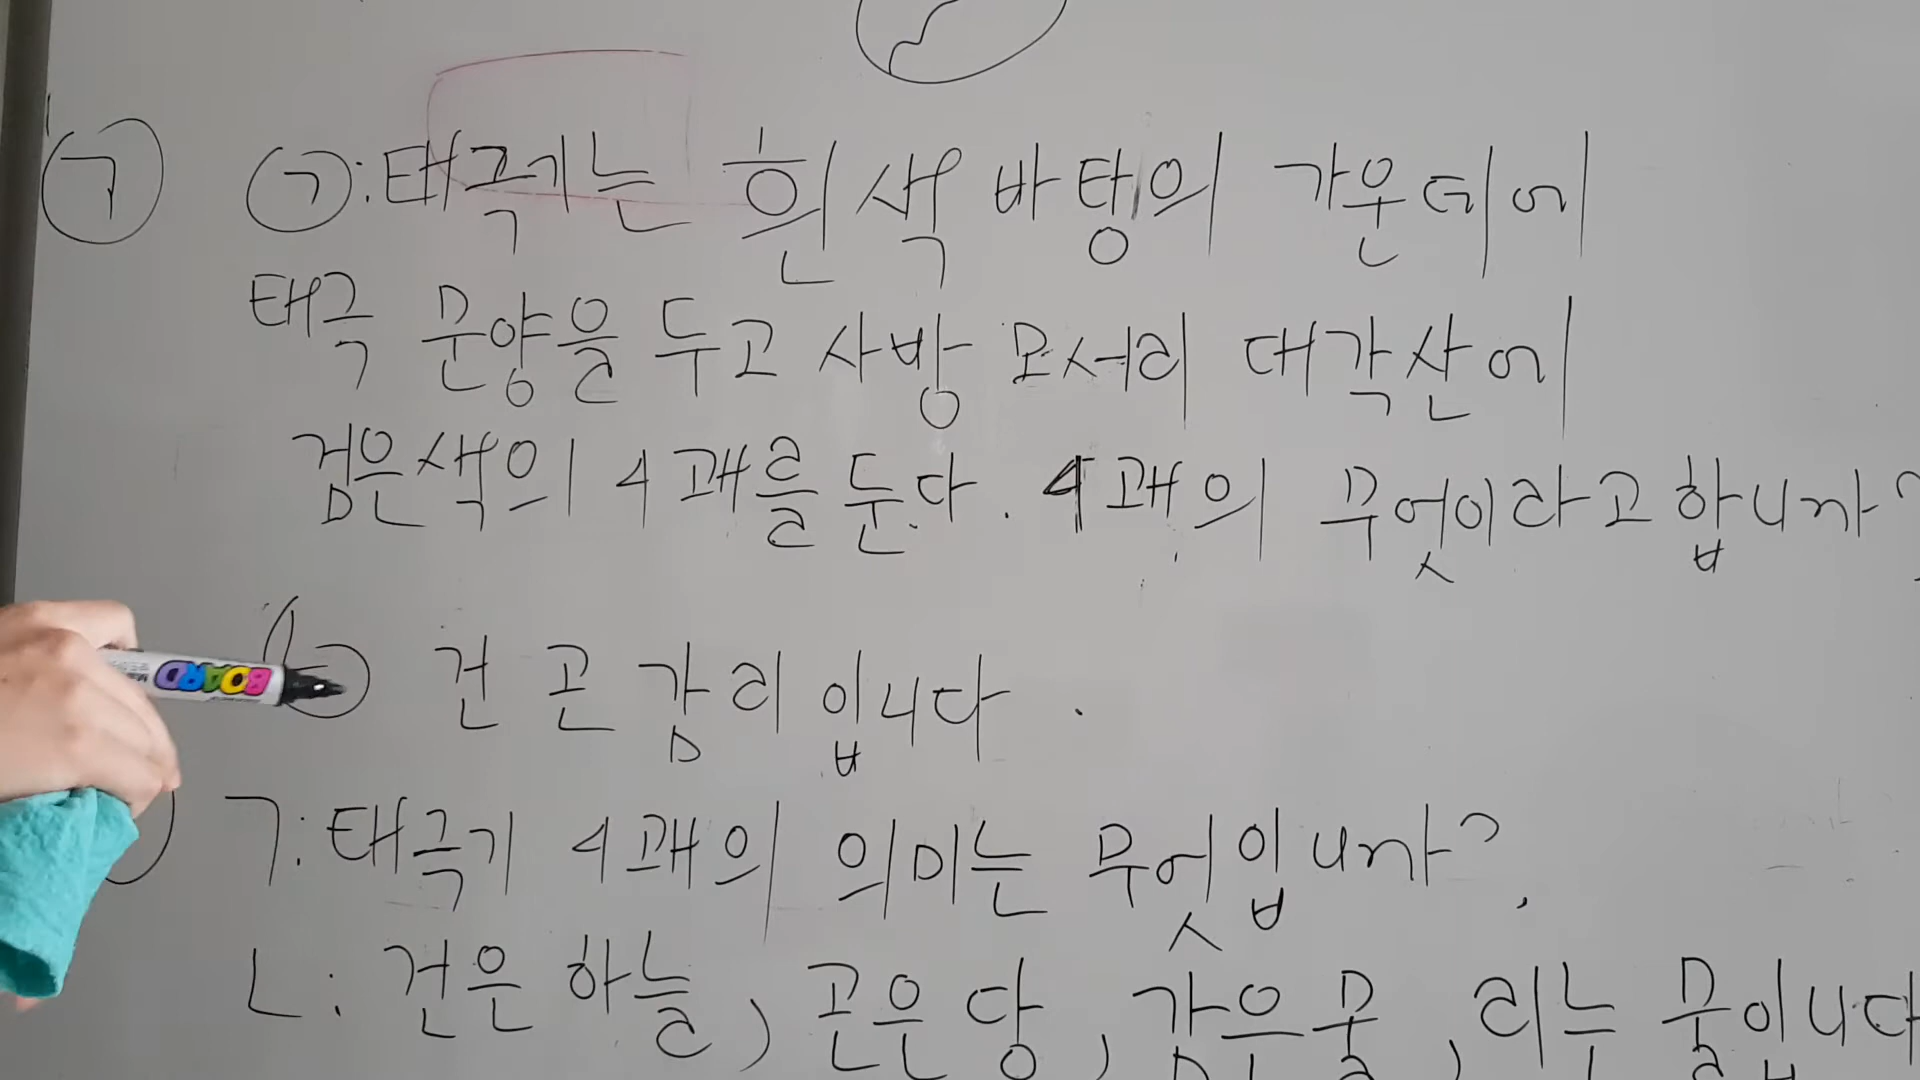 ㄱ ㄱ: 태극기는 흰색 바탕의 가운데에
태극 문양을 두고 사방 모서리 대각산에
검은색의 4괘를 둔다. 4괘의 무엇이라고 합니까?
ㄴ 건 곤 감 리 입니다.
BOARD
ㄱ: 태극기 4괘의 의미는 무엇입니까?
ㄴ: 건은 하늘, 곤은 당, 감은 물, 리는 물입니다